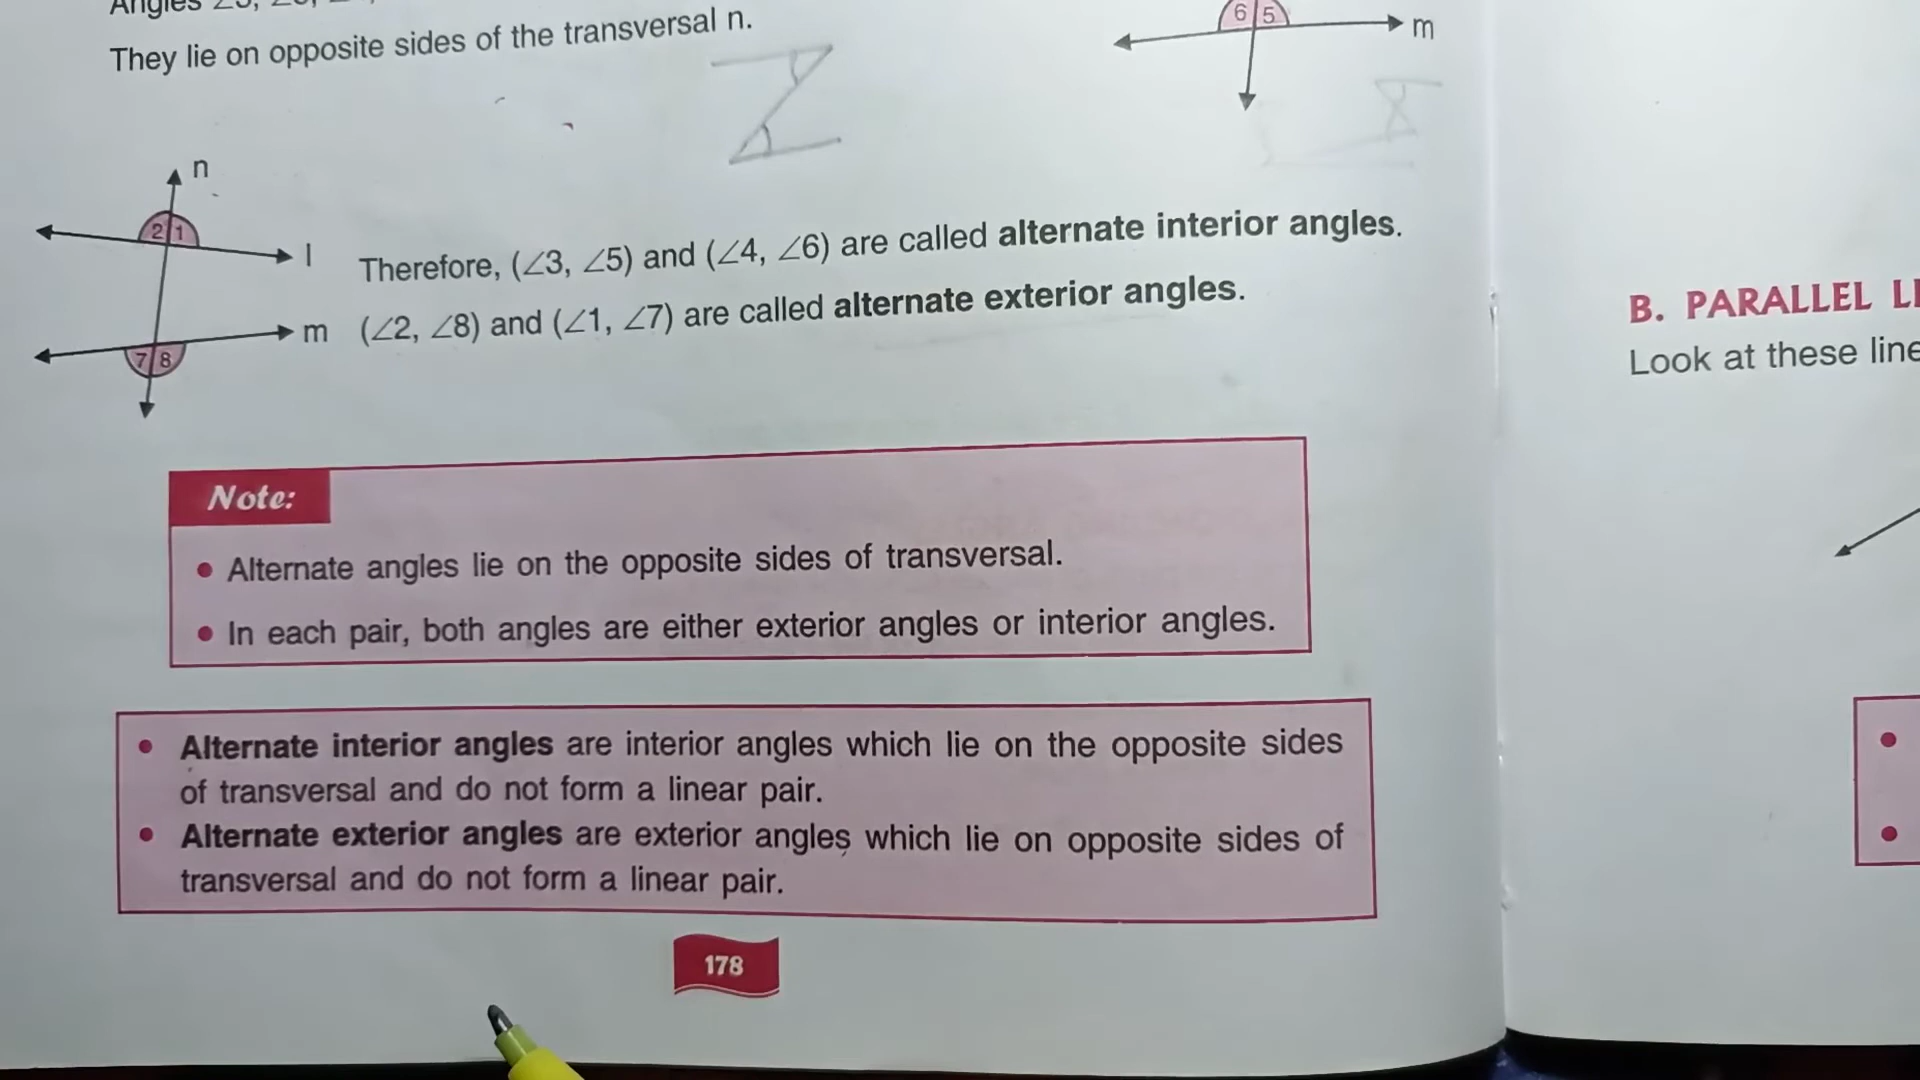 They lie on opposite sides of the transversal n.
6 5
m
n
2 1
l
Therefore, (∠3, ∠5) and (∠4, ∠6) are called alternate interior angles.
m
(∠2, ∠8) and (∠1, ∠7) are called alternate exterior angles.
7 8
Note:
• Alternate angles lie on the opposite sides of transversal.
• In each pair, both angles are either exterior angles or interior angles.
• Alternate interior angles are interior angles which lie on the opposite sides
of transversal and do not form a linear pair.
• Alternate exterior angles are exterior angles which lie on opposite sides of
transversal and do not form a linear pair.
178
B. PARALLEL
Look at these line